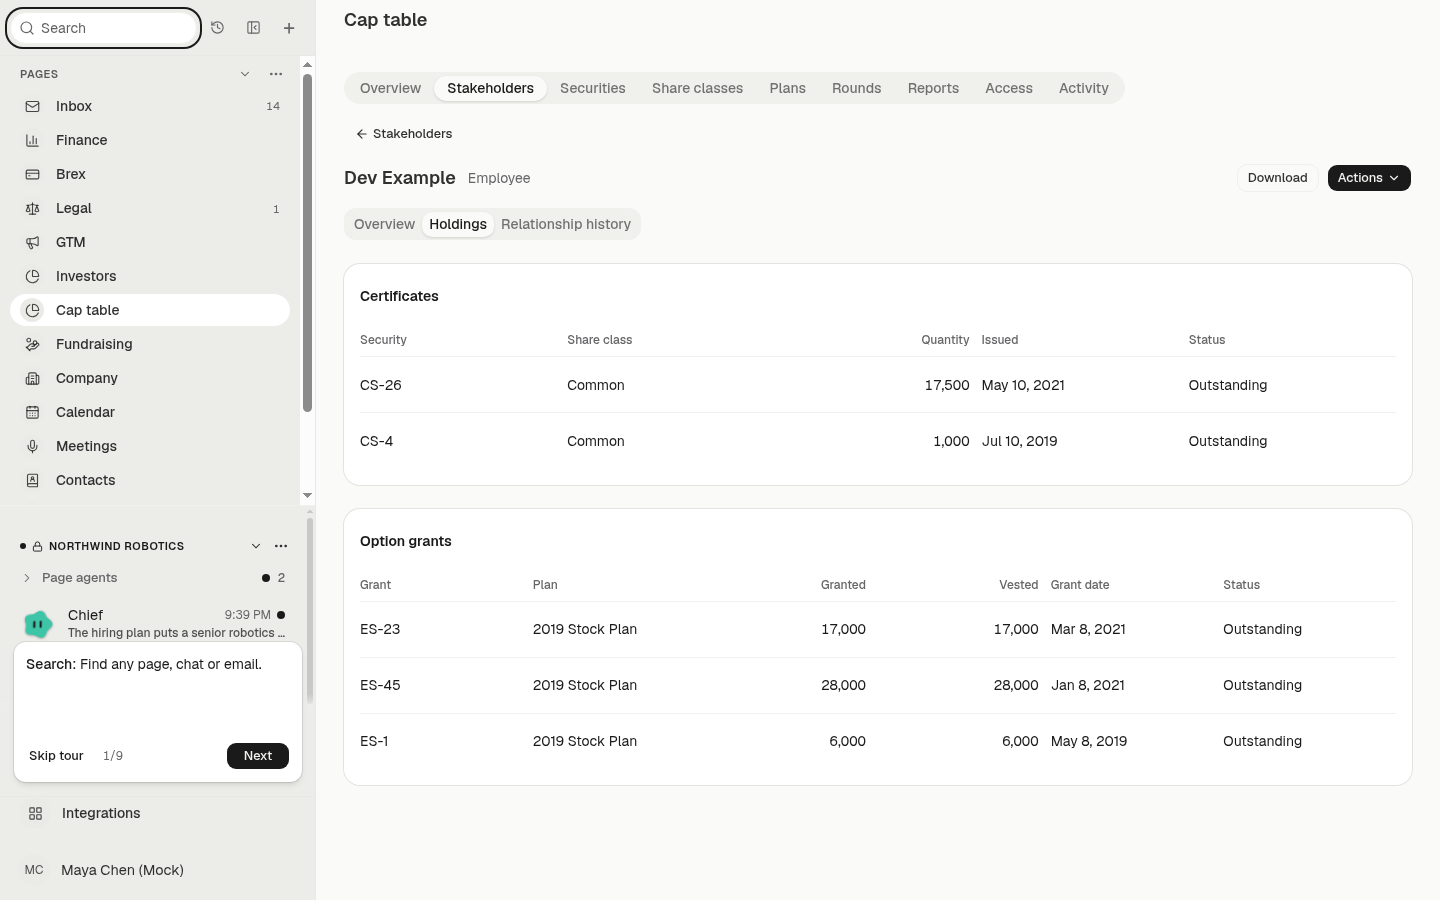 Search
PAGES
Inbox 14
Finance
Brex
Legal 1
GTM
Investors
Cap table
Fundraising
Company
Calendar
Meetings
Contacts
NORTHWIND ROBOTICS
Page agents 2
Chief 9:39 PM
The hiring plan puts a senior robotics ...
Search: Find any page, chat or email.
Skip tour 1/9 Next
Integrations
MC Maya Chen (Mock)
Cap table
Overview Stakeholders Securities Share classes Plans Rounds Reports Access Activity
Stakeholders
Dev Example Employee Download Actions
Overview Holdings Relationship history
Certificates
Security Share class Quantity Issued Status
CS-26 Common 17,500 May 10, 2021 Outstanding
CS-4 Common 1,000 Jul 10, 2019 Outstanding
Option grants
Grant Plan Granted Vested Grant date Status
ES-23 2019 Stock Plan 17,000 17,000 Mar 8, 2021 Outstanding
ES-45 2019 Stock Plan 28,000 28,000 Jan 8, 2021 Outstanding
ES-1 2019 Stock Plan 6,000 6,000 May 8, 2019 Outstanding